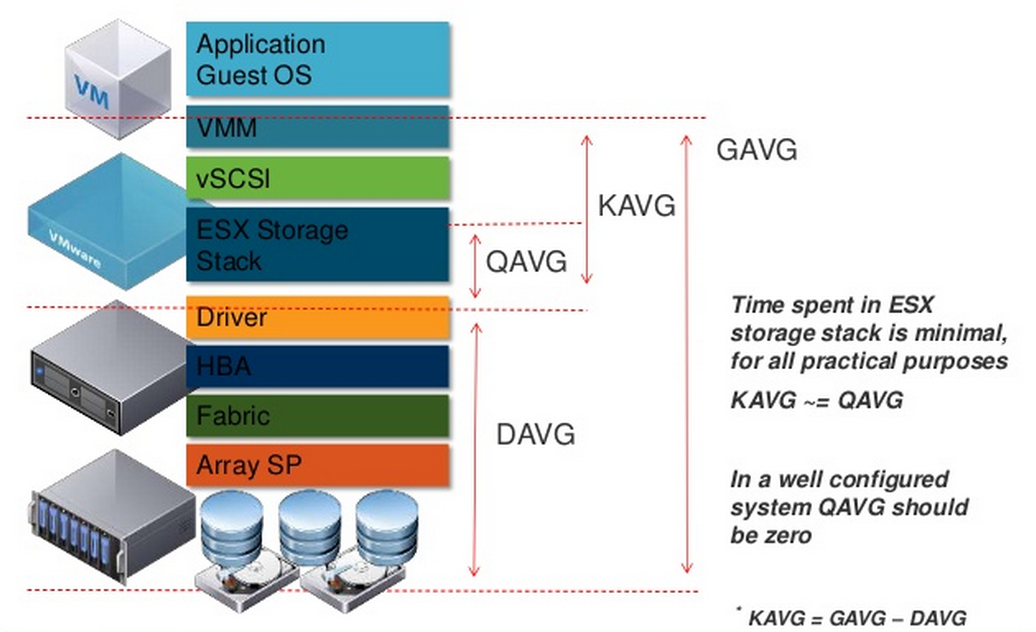 Application
Guest OS
VM
VMM
GAVG
vSCSI
KAVG
ESX Storage
Stack
VMware
QAVG
Driver
Time spent in ESX
storage stack is minimal,
for all practical purposes
KAVG ~= QAVG
HBA
Fabric
DAVG
Array SP
In a well configured
system QAVG should
be zero
* KAVG = GAVG – DAVG